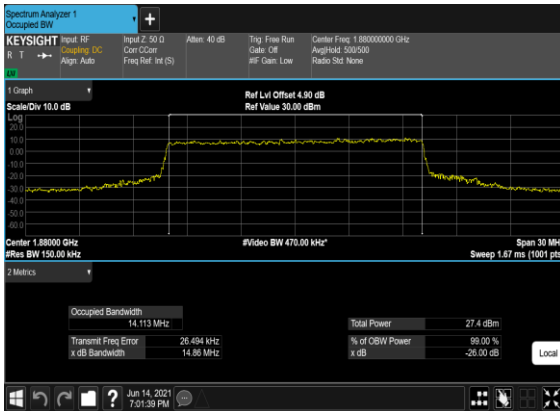 Spectrum Analyzer 1
Occupied BW
+
KEYSIGHT
R T
LW
Input: RF
Coupling: DC
Align: Auto
Input Z: 50 Ω
Corr CCorr
Freq Ref: Int (S)
Atten: 40 dB
Trig: Free Run
Gate: Off
#IF Gain: Low
Center Freq: 1.880000000 GHz
Avg|Hold: 500/500
Radio Std: None
1 Graph
Scale/Div 10.0 dB
Ref Lvl Offset 4.90 dB
Ref Value 30.00 dBm
Log
20.0
10.0
0.00
-10.0
-20.0
-30.0
-40.0
-50.0
-60.0
Center 1.88000 GHz
#Video BW 470.00 kHz*
Span 30 MH
#Res BW 150.00 kHz
Sweep 1.67 ms (1001 pts
2 Metrics
Occupied Bandwidth
14.113 MHz
Total Power 27.4 dBm
Transmit Freq Error 26.494 kHz
% of OBW Power 99.00 %
x dB Bandwidth 14.86 MHz
x dB -26.00 dB
Local
?
Jun 14, 2021
7:01:39 PM